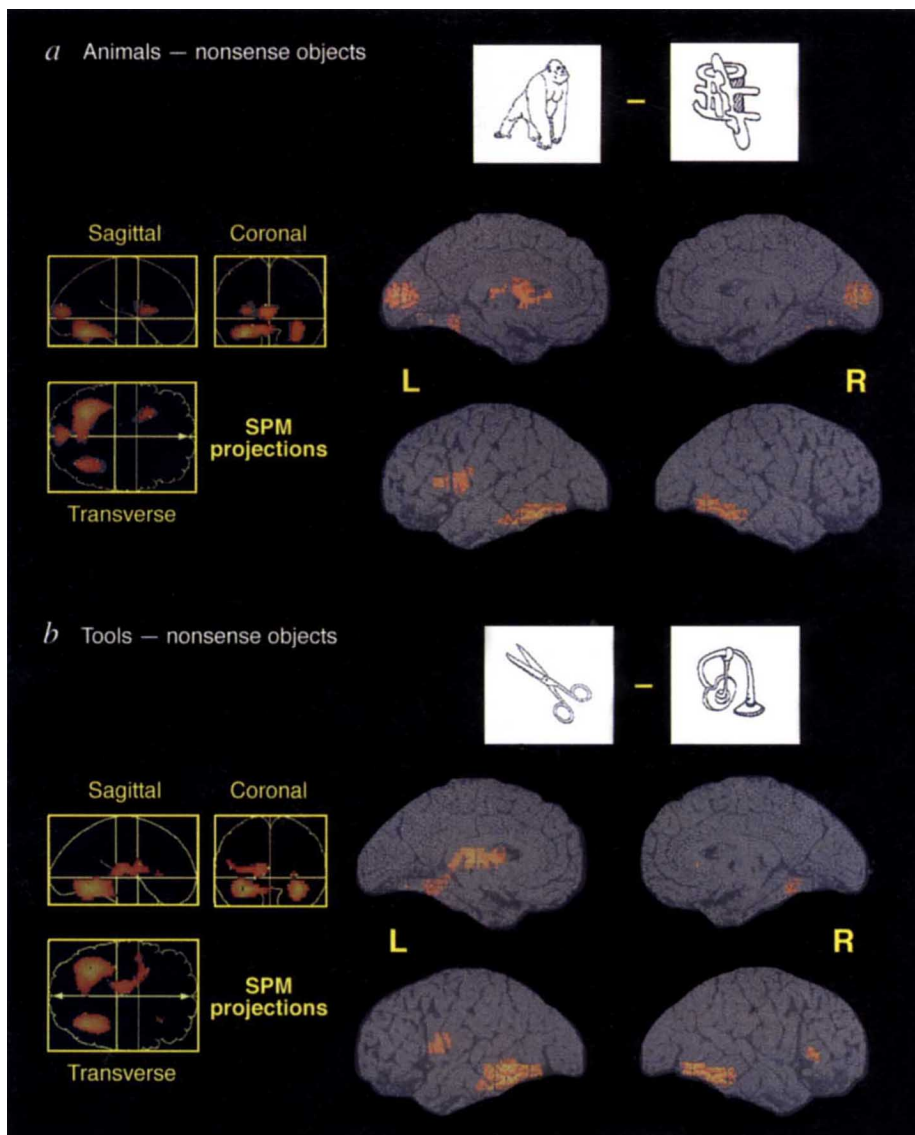 a Animals — nonsense objects
Sagittal Coronal
L R
SPM
projections
Transverse
b Tools — nonsense objects
Sagittal Coronal
L R
SPM
projections
Transverse